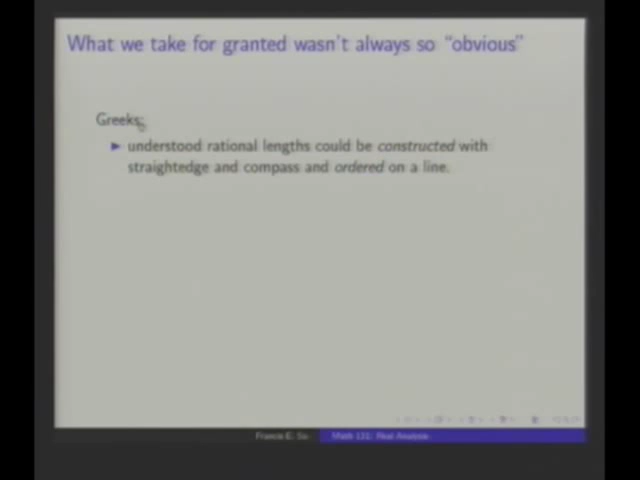 What we take for granted wasn't always so "obvious"
Greeks:
understood rational lengths could be constructed with
straightedge and compass and ordered on a line.
Francis E. Su
Math 131: Real Analysis